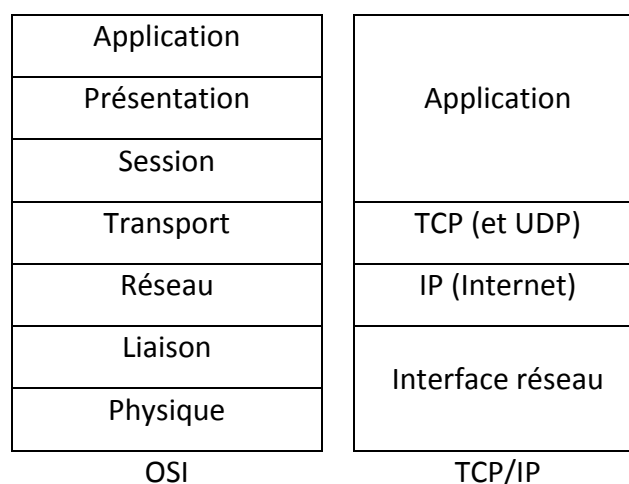 Application
Présentation
Session
Transport
Réseau
Liaison
Physique
OSI
Application
TCP (et UDP)
IP (Internet)
Interface réseau
TCP/IP